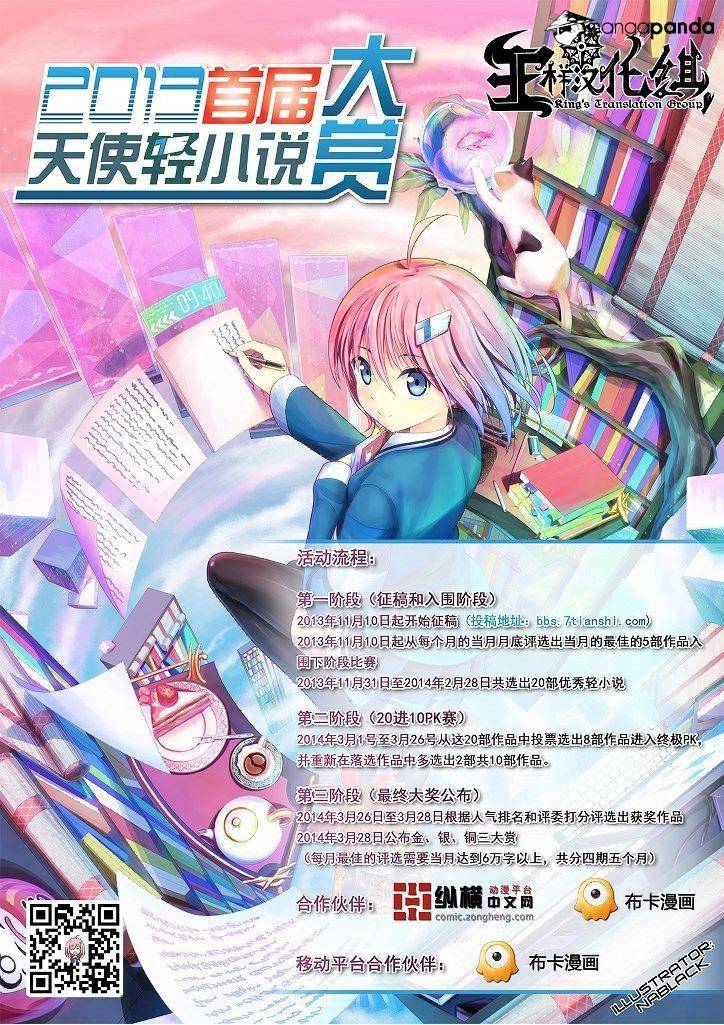 mangapanda
王样汉化组
King's Translation Group
2013首届
天使轻小说
大赏
09:40
活动流程：
第一阶段（征稿和入围阶段）
2013年11月10日起开始征稿（投稿地址：bbs.7tianshi.com）
2013年11月10日起从每个月的当月月底评选出当月的最佳的5部作品入
围下阶段比赛
2013年11月31日至2014年2月28日共选出20部优秀轻小说
第二阶段（20进10PK赛）
2014年3月1号至3月26号从这20部作品中投票选出8部作品进入终极PK，
并重新在落选作品中多选出2部共10部作品。
第三阶段（最终大奖公布）
2014年3月26日至3月28日根据人气排名和评委打分评选出获奖作品
2014年3月28日公布金、银、铜三大赏
（每月最佳的评选需要当月达到6万字以上，共分四期五个月）
合作伙伴：
纵横
动漫平台
中文网
comic.zongheng.com
布卡漫画
移动平台合作伙伴：
布卡漫画
ILLUSTRATOR:
NABLACK